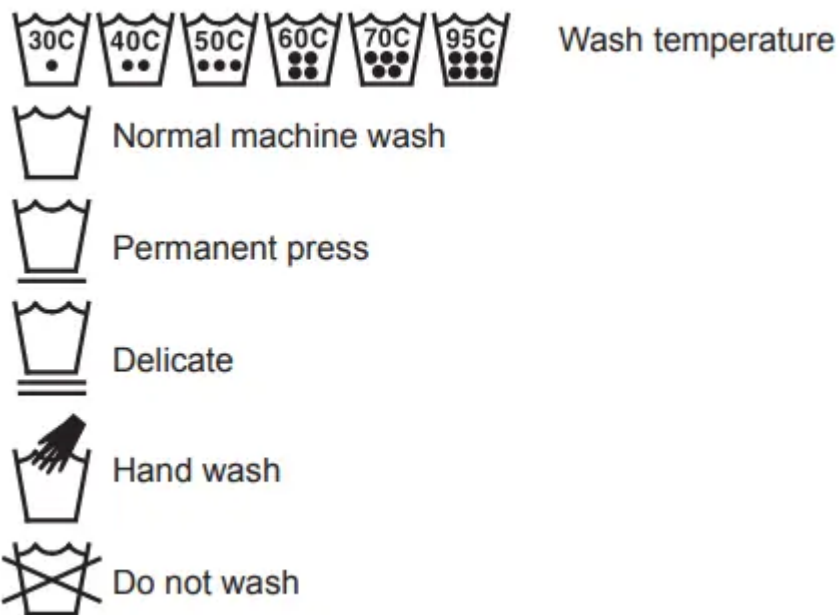 30C 40C 50C 60C 70C 95C Wash temperature
Normal machine wash
Permanent press
Delicate
Hand wash
Do not wash